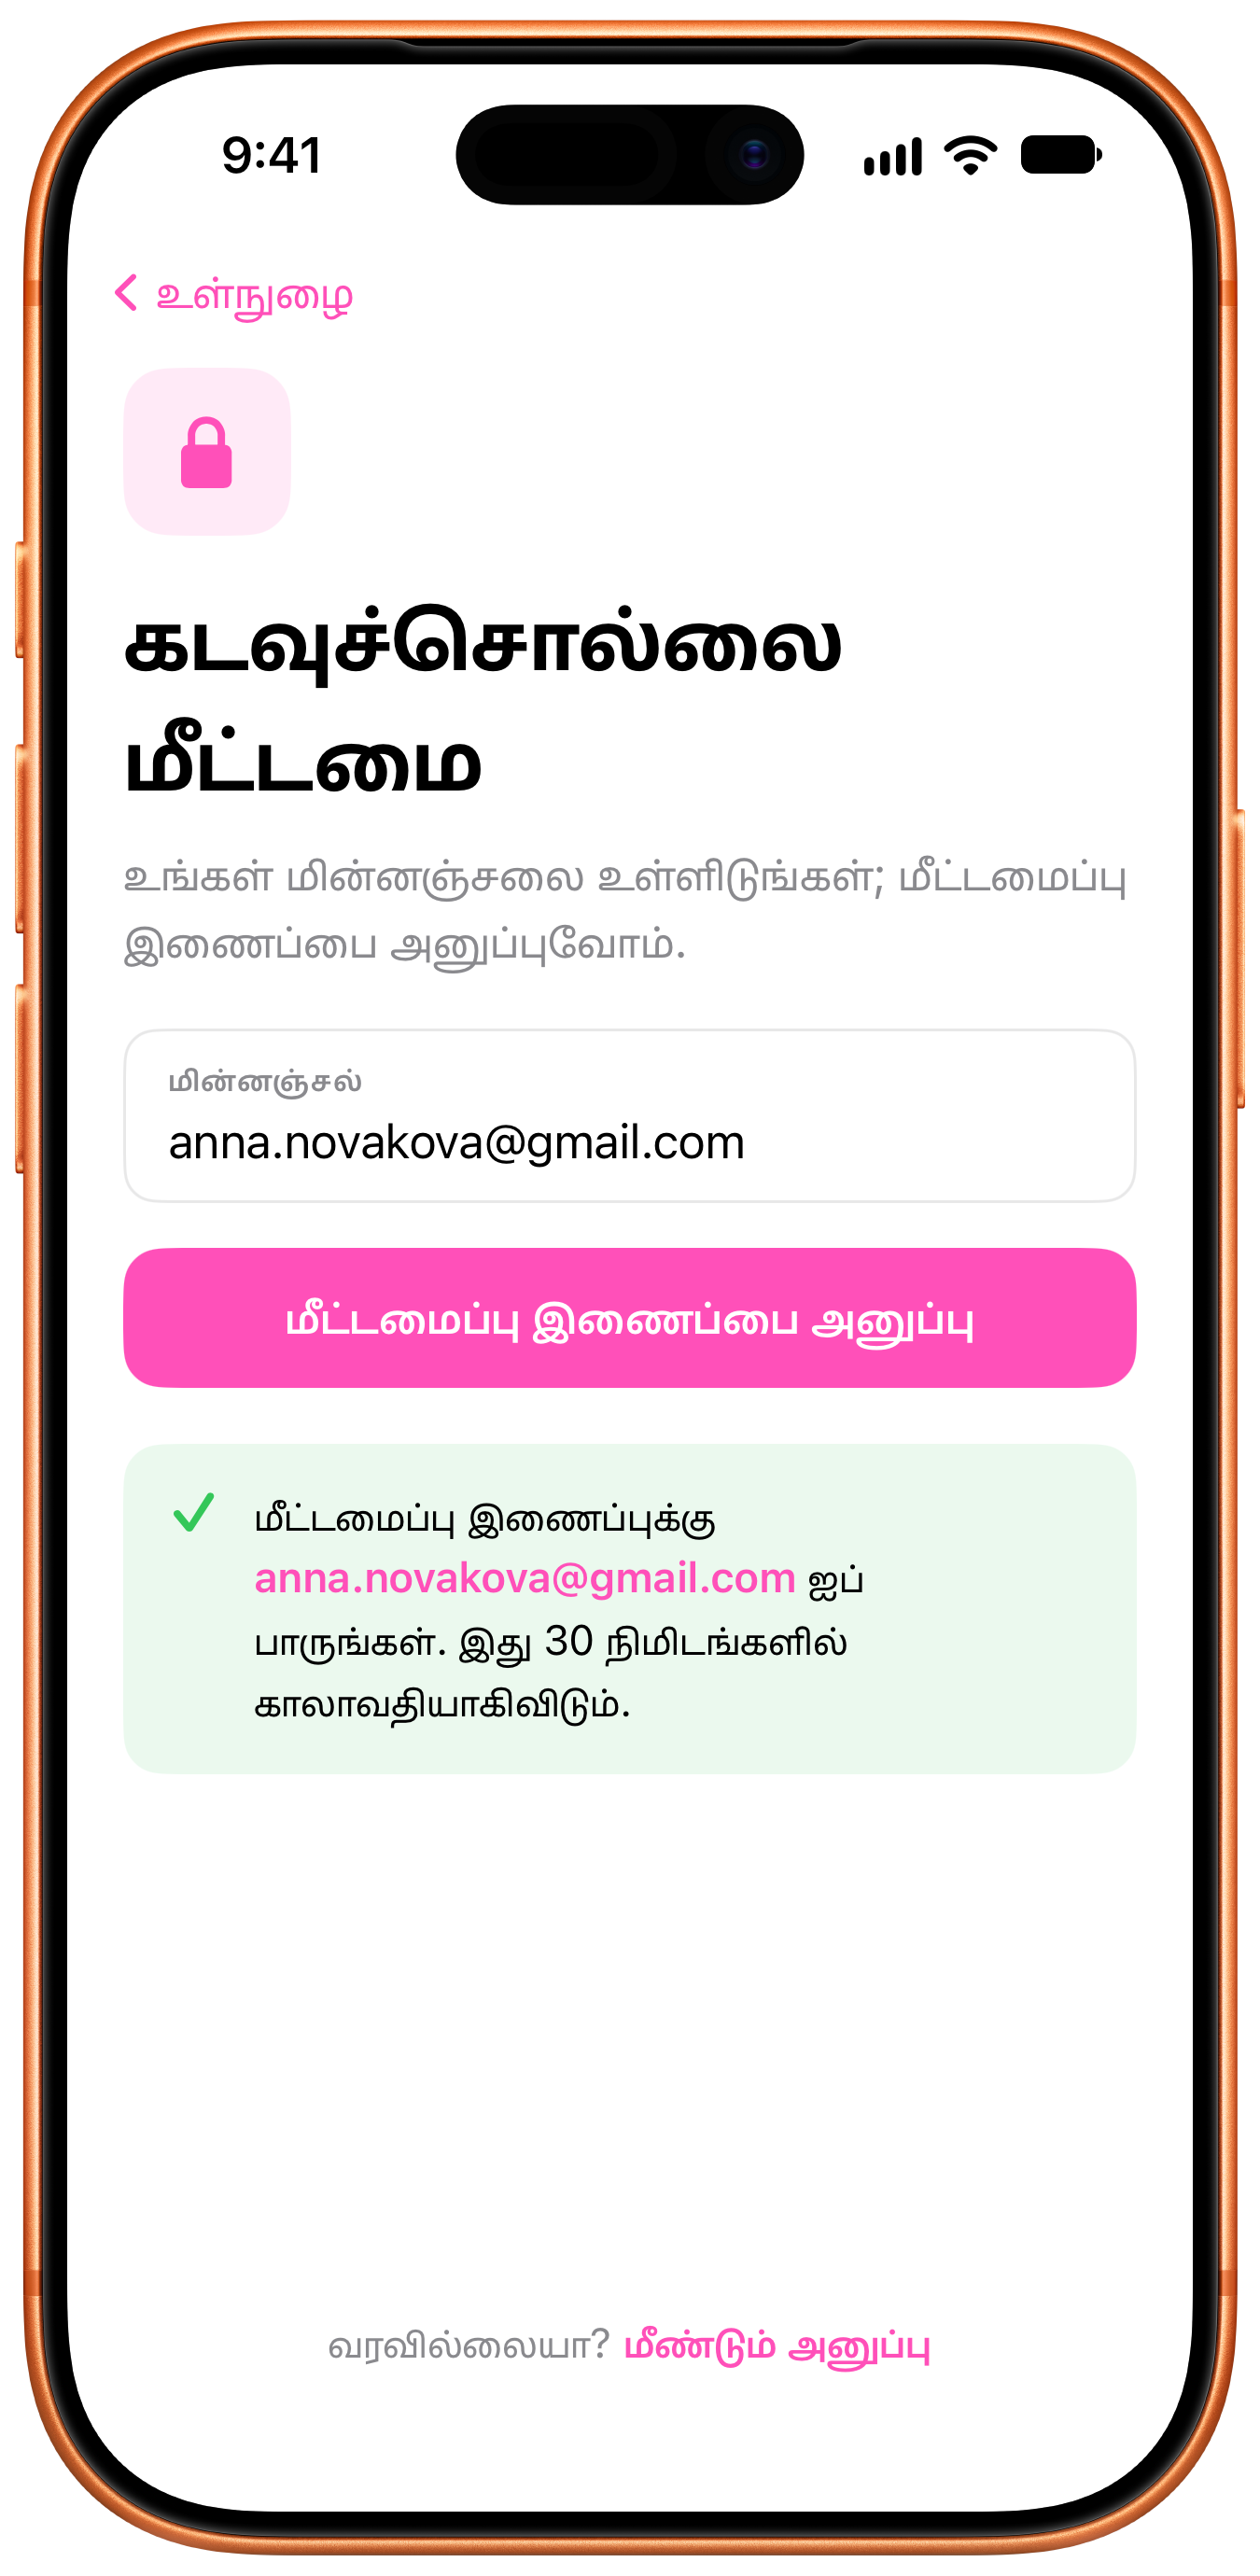 9:41
உள்நுழை
கடவுச்சொல்லை
மீட்டமை
உங்கள் மின்னஞ்சலை உள்ளிடுங்கள்; மீட்டமைப்பு
இணைப்பை அனுப்புவோம்.
மின்னஞ்சல்
anna.novakova@gmail.com
மீட்டமைப்பு இணைப்பை அனுப்பு
மீட்டமைப்பு இணைப்புக்கு
anna.novakova@gmail.com ஐப்
பாருங்கள். இது 30 நிமிடங்களில்
காலாவதியாகிவிடும்.
வரவில்லையா? மீண்டும் அனுப்பு